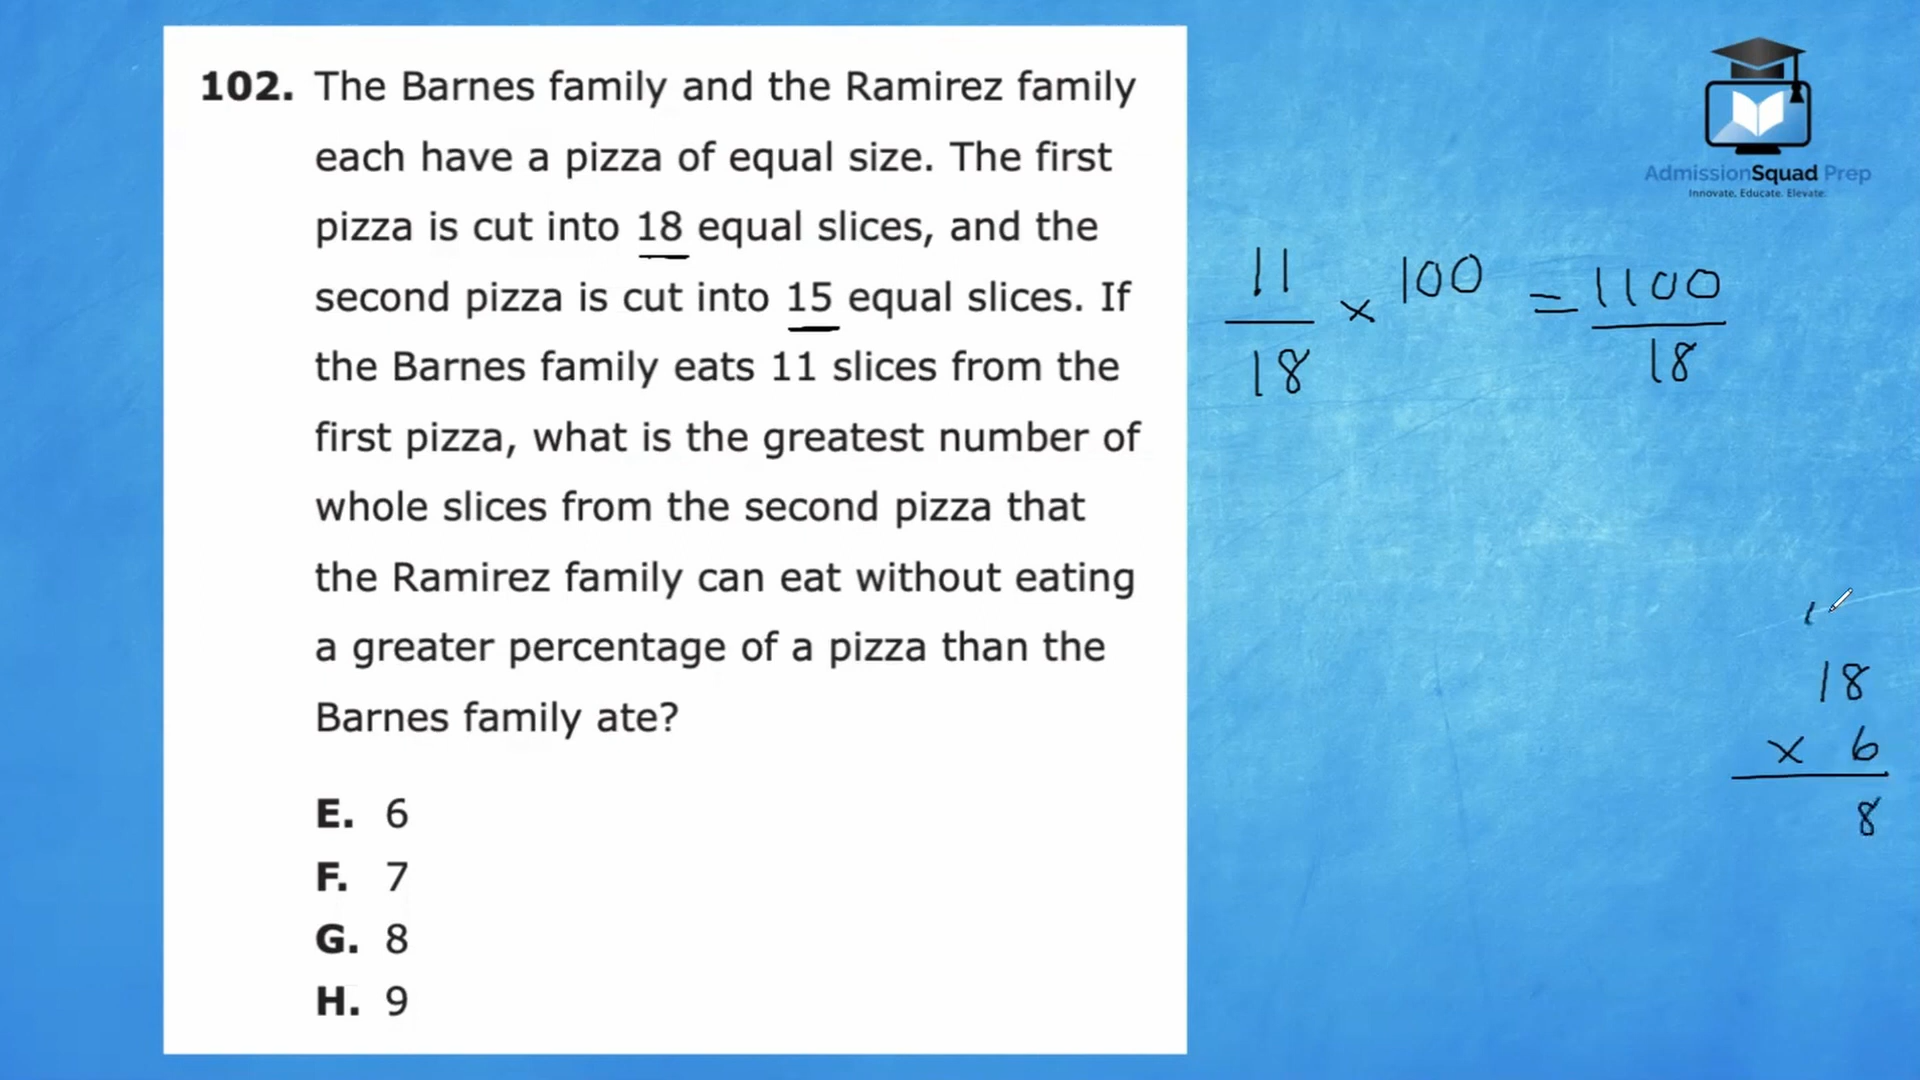 102. The Barnes family and the Ramirez family
each have a pizza of equal size. The first
pizza is cut into 18 equal slices, and the
second pizza is cut into 15 equal slices. If
the Barnes family eats 11 slices from the
first pizza, what is the greatest number of
whole slices from the second pizza that
the Ramirez family can eat without eating
a greater percentage of a pizza than the
Barnes family ate?
E. 6
F. 7
G. 8
H. 9
AdmissionSquad Prep
Innovate. Educate. Elevate.
11 × 100 = 1100
18 18
18
× 6
8